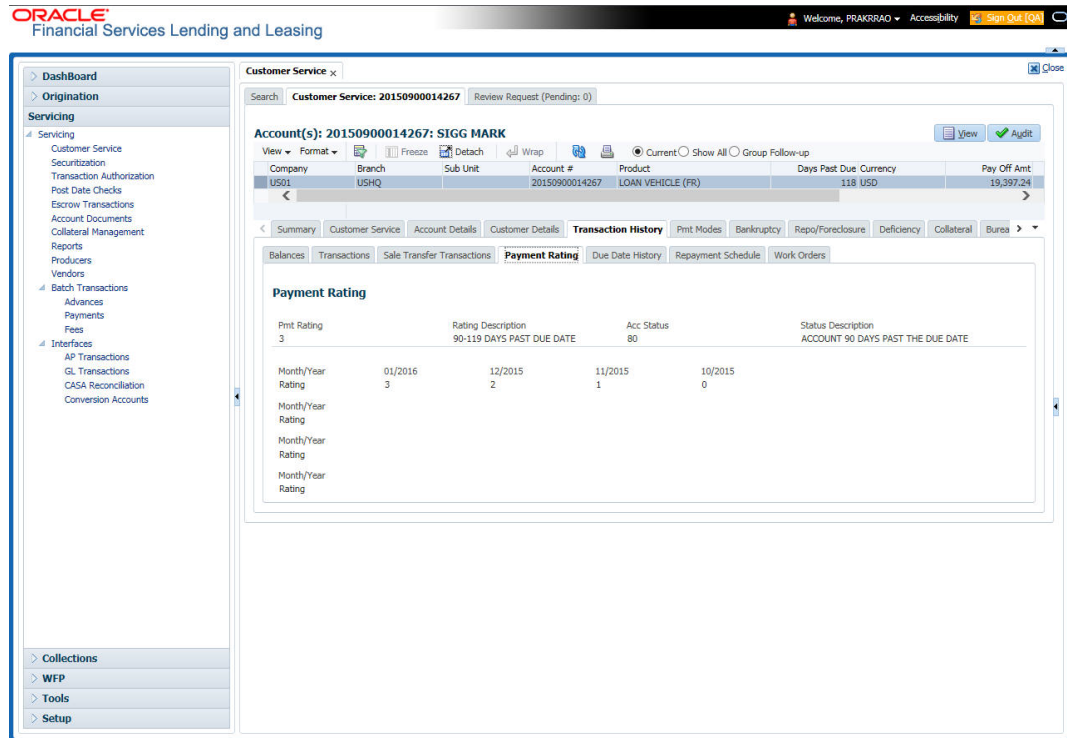 ORACLE
Financial Services Lending and Leasing
Welcome, PRAKRRAO Accessibility Sign Out [QA]
Close
DashBoard
Origination
Servicing
Servicing
Customer Service
Securitization
Transaction Authorization
Post Date Checks
Escrow Transactions
Account Documents
Collateral Management
Reports
Producers
Vendors
Batch Transactions
Advances
Payments
Fees
Interfaces
AP Transactions
GL Transactions
CASA Reconciliation
Conversion Accounts
Collections
WFP
Tools
Setup
Customer Service
Search Customer Service: 20150900014267 Review Request (Pending: 0)
Account(s): 20150900014267: SIGG MARK View Audit
View Format Freeze Detach Wrap Current Show All Group Follow-up
Company Branch Sub Unit Account # Product Days Past Due Currency Pay Off Amt
US01 USHQ 20150900014267 LOAN VEHICLE (FR) 118 USD 19,397.24
Summary Customer Service Account Details Customer Details Transaction History Pmt Modes Bankruptcy Repo/Foreclosure Deficiency Collateral Burea
Balances Transactions Sale Transfer Transactions Payment Rating Due Date History Repayment Schedule Work Orders
Payment Rating
Pmt Rating Rating Description Acc Status Status Description
3 90-119 DAYS PAST DUE DATE 80 ACCOUNT 90 DAYS PAST THE DUE DATE
Month/Year 01/2016 12/2015 11/2015 10/2015
Rating 3 2 1 0
Month/Year
Rating
Month/Year
Rating
Month/Year
Rating